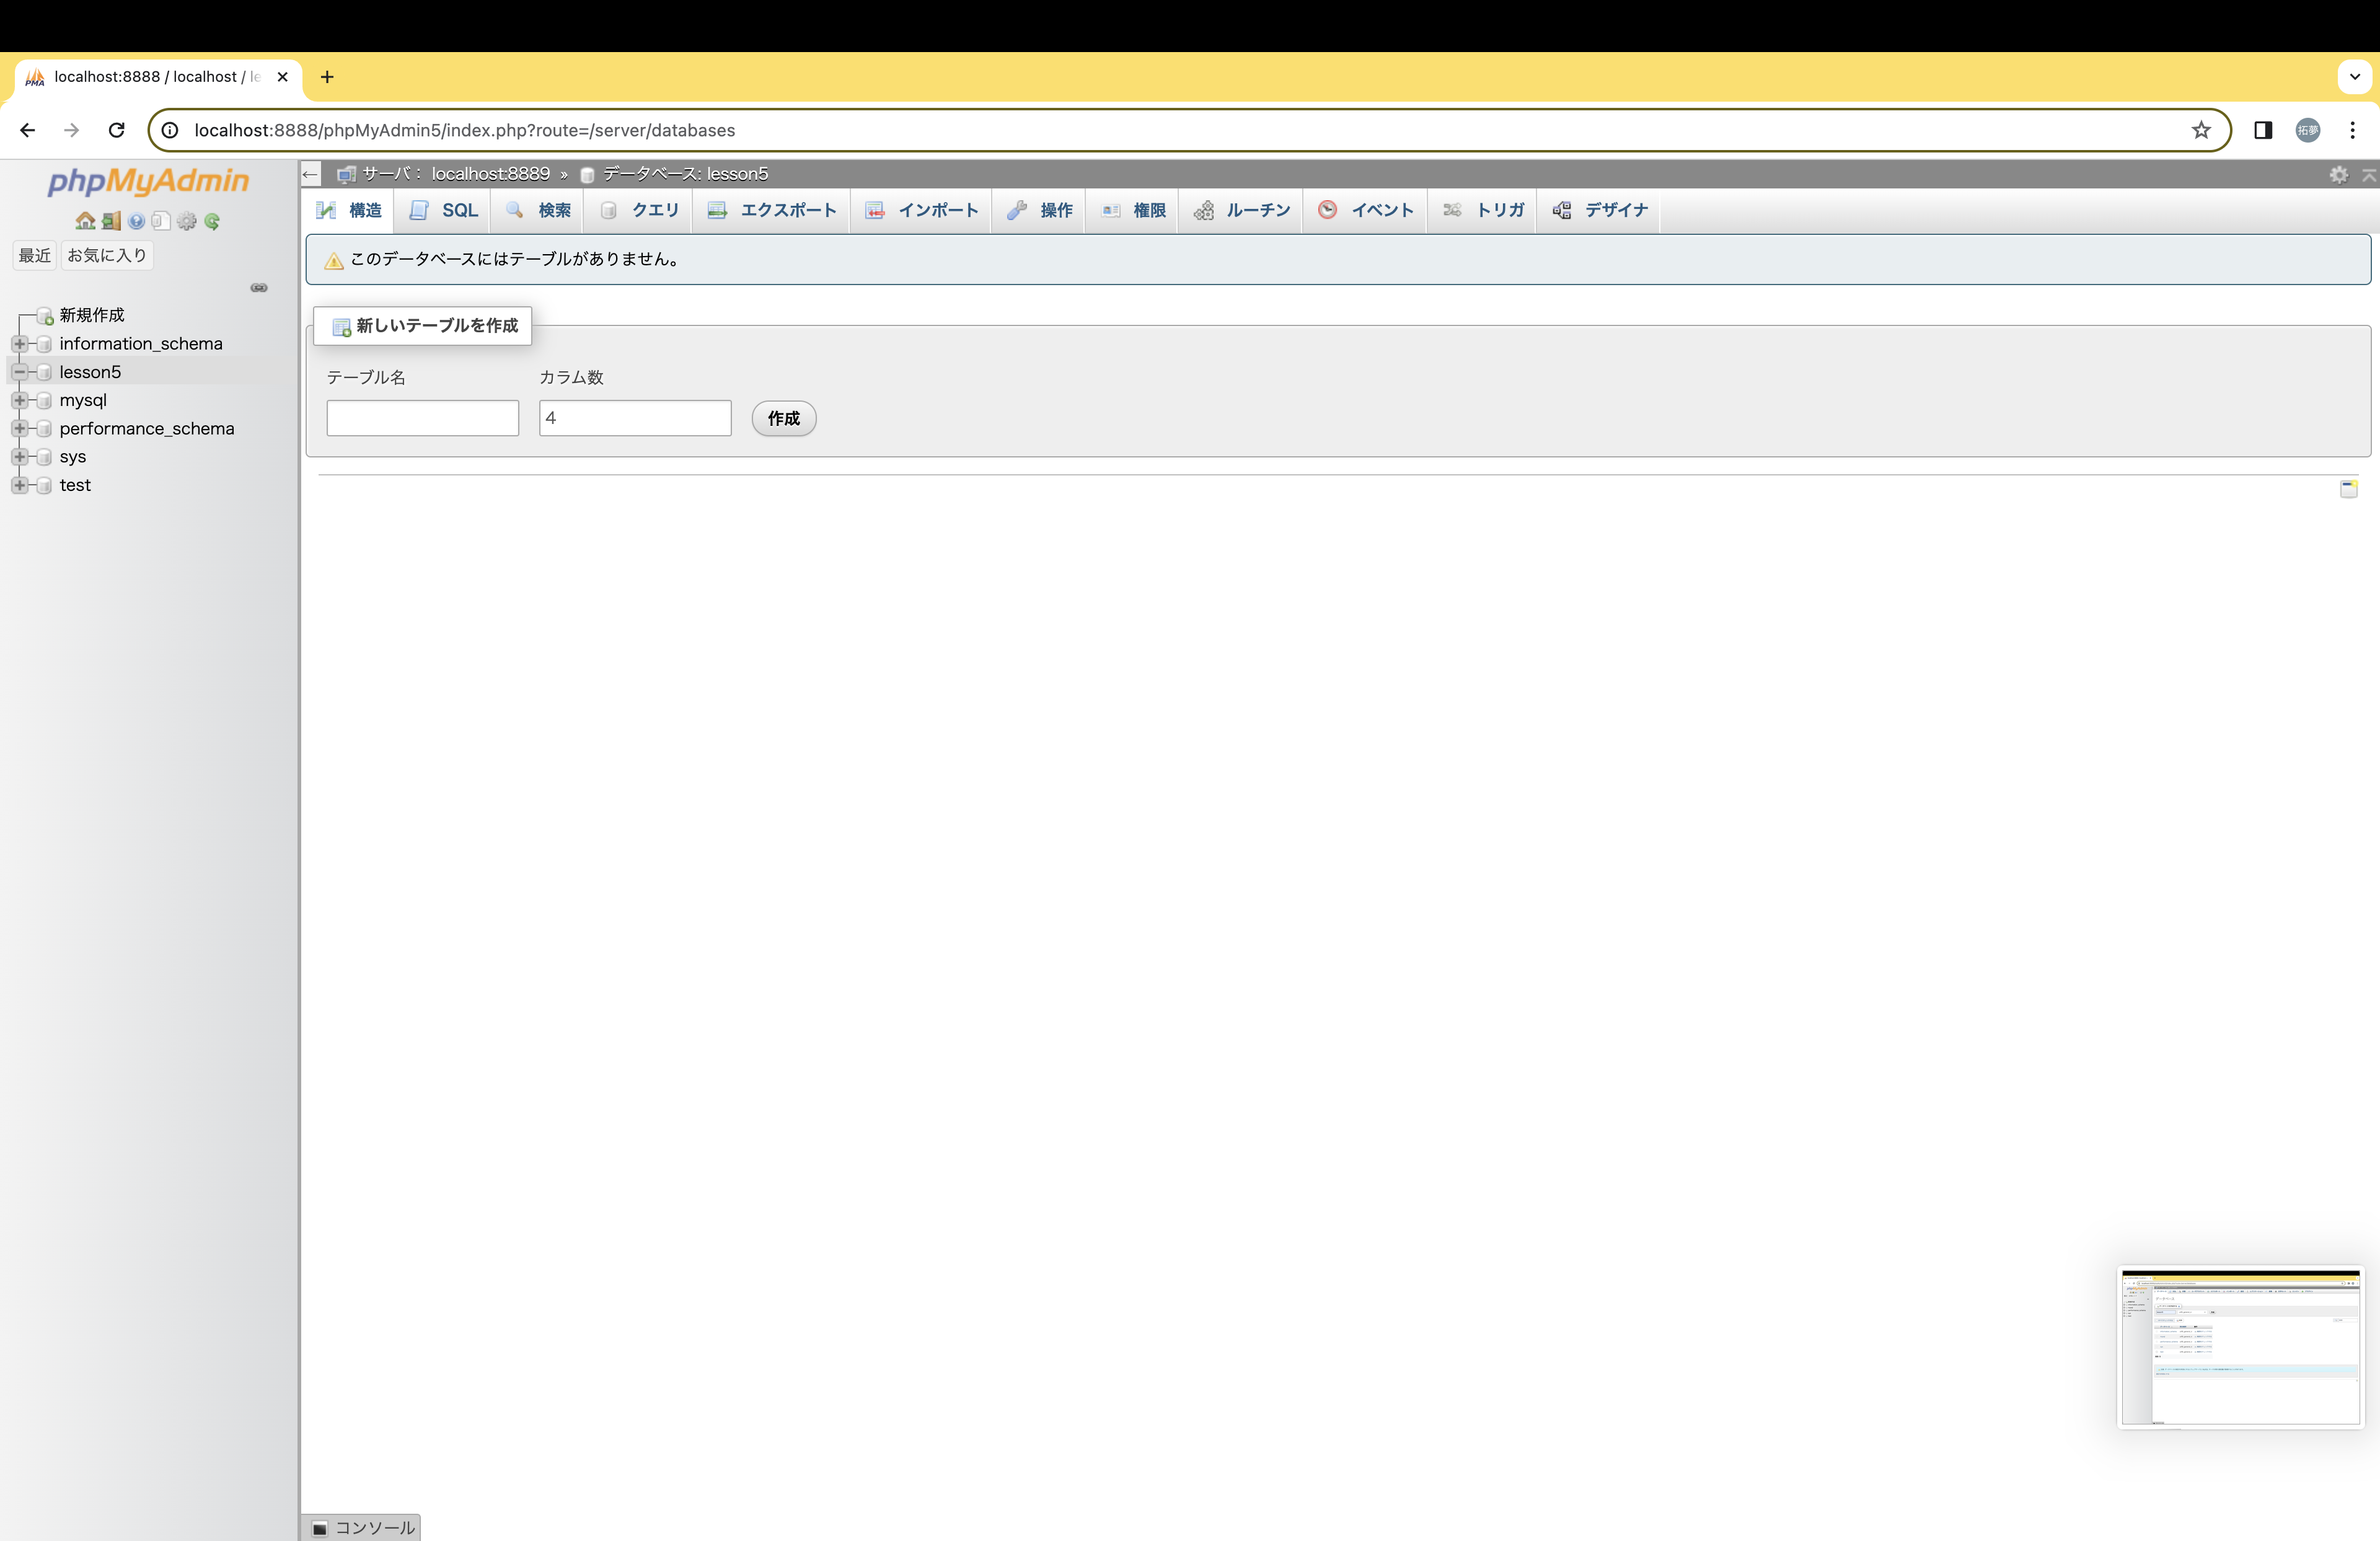 localhost:8888 / localhost / le
localhost:8888/phpMyAdmin5/index.php?route=/server/databases
拓夢
phpMyAdmin
最近 お気に入り
新規作成
information_schema
lesson5
mysql
performance_schema
sys
test
サーバ: localhost:8889 » データベース: lesson5
構造 SQL 検索 クエリ エクスポート インポート 操作 権限 ルーチン イベント トリガ デザイナ
このデータベースにはテーブルがありません。
新しいテーブルを作成
テーブル名 カラム数
4 作成
コンソール